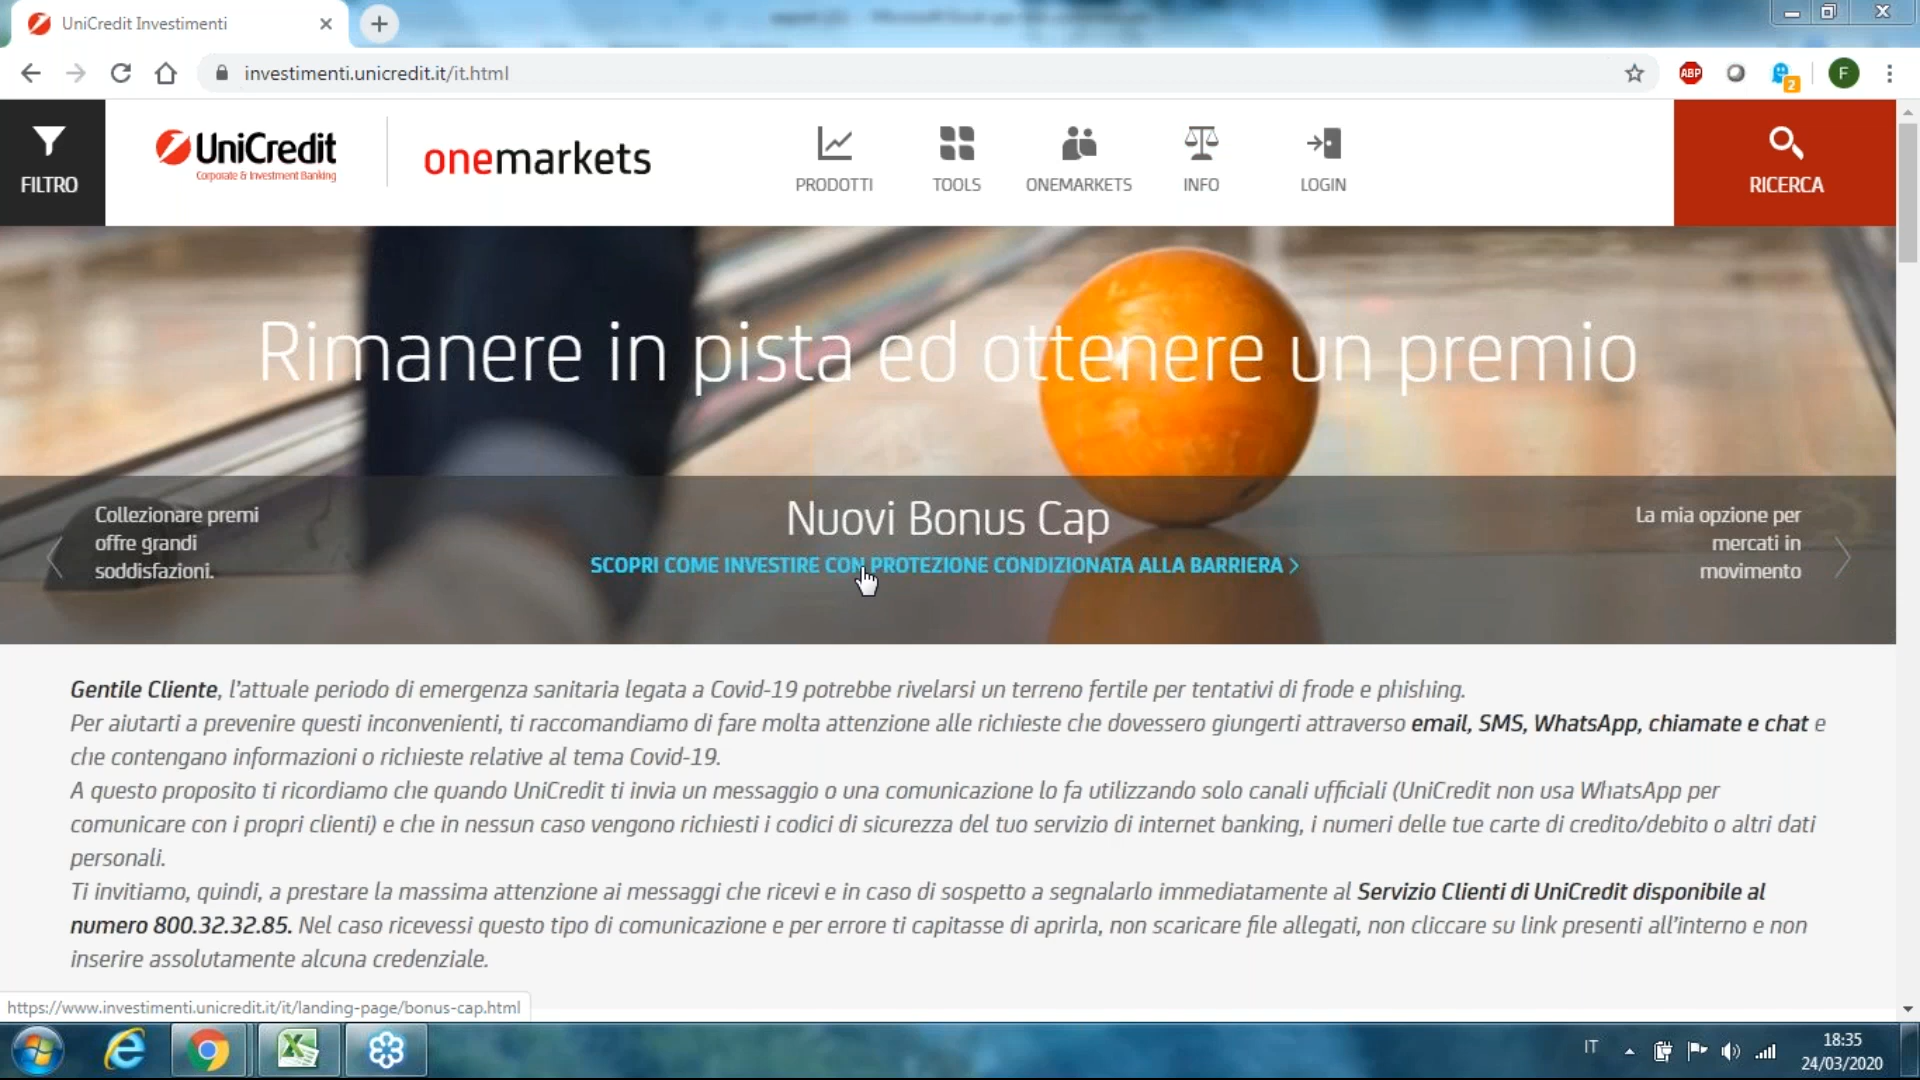 UniCredit Investimenti
investimenti.unicredit.it/it.html
ABP
2
F
FILTRO
UniCredit
Corporate & Investment Banking
onemarkets
PRODOTTI
TOOLS
ONEMARKETS
INFO
LOGIN
RICERCA
Rimanere in pista ed ottenere un premio
Collezionare premi
offre grandi
soddisfazioni.
Nuovi Bonus Cap
SCOPRI COME INVESTIRE CON PROTEZIONE CONDIZIONATA ALLA BARRIERA >
La mia opzione per
mercati in
movimento
Gentile Cliente, l'attuale periodo di emergenza sanitaria legata a Covid-19 potrebbe rivelarsi un terreno fertile per tentativi di frode e phishing.
Per aiutarti a prevenire questi inconvenienti, ti raccomandiamo di fare molta attenzione alle richieste che dovessero giungerti attraverso email, SMS, WhatsApp, chiamate e chat e
che contengano informazioni o richieste relative al tema Covid-19.
A questo proposito ti ricordiamo che quando UniCredit ti invia un messaggio o una comunicazione lo fa utilizzando solo canali ufficiali (UniCredit non usa WhatsApp per
comunicare con i propri clienti) e che in nessun caso vengono richiesti i codici di sicurezza del tuo servizio di internet banking, i numeri delle tue carte di credito/debito o altri dati
personali.
Ti invitiamo, quindi, a prestare la massima attenzione ai messaggi che ricevi e in caso di sospetto a segnalarlo immediatamente al Servizio Clienti di UniCredit disponibile al
numero 800.32.32.85. Nel caso ricevessi questo tipo di comunicazione e per errore ti capitasse di aprirla, non scaricare file allegati, non cliccare su link presenti all'interno e non
inserire assolutamente alcuna credenziale.
https://www.investimenti.unicredit.it/it/landing-page/bonus-cap.html
IT
18:35
24/03/2020